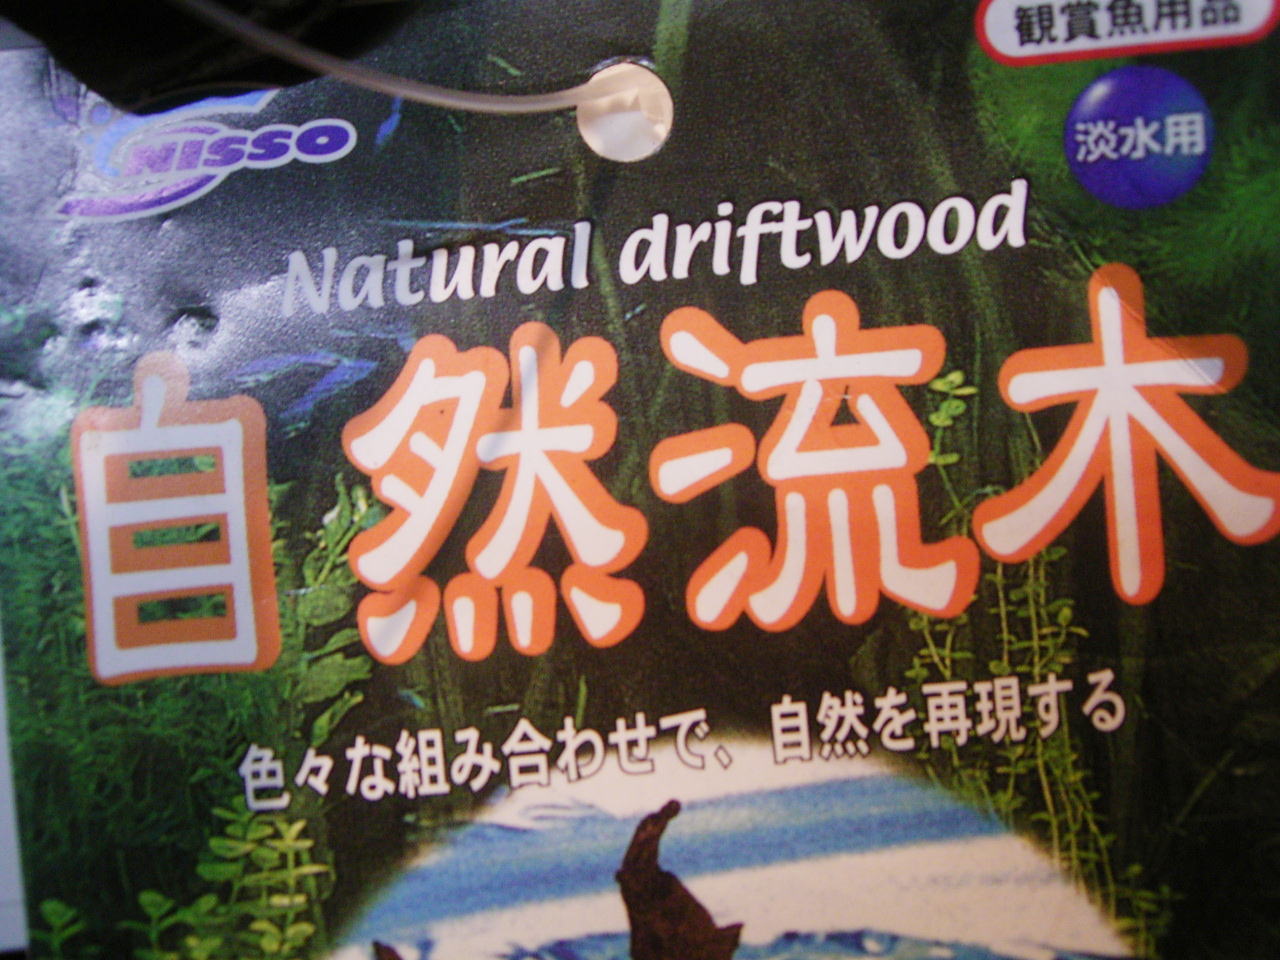 観賞魚用品
NISSO
淡水用
Natural driftwood
自然流木
色々な組み合わせで、自然を再現する